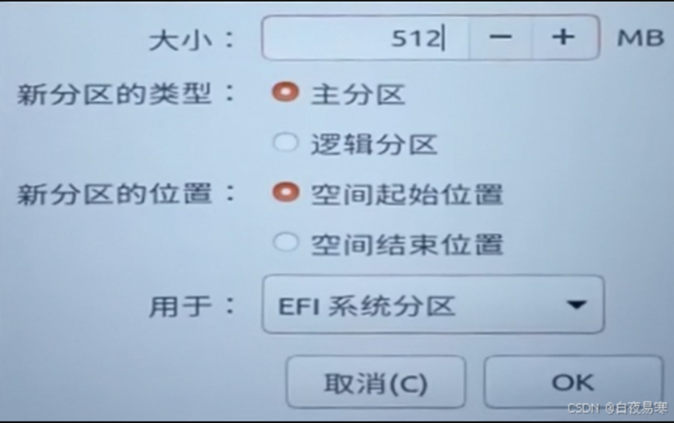 大小： 512 − + MB
新分区的类型： 主分区
逻辑分区
新分区的位置： 空间起始位置
空间结束位置
用于： EFI 系统分区
取消(C) OK
CSDN @白夜易寒